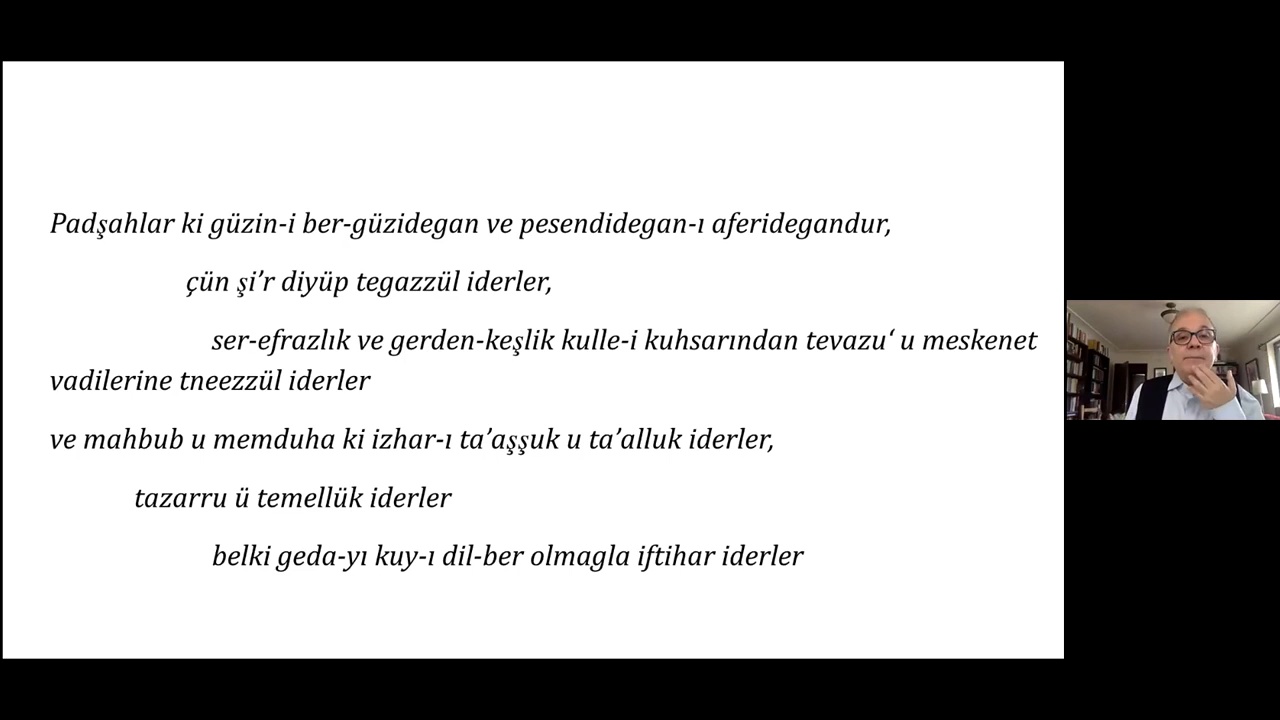 Padşahlar ki güzin-i ber-güzidegan ve pesendidegan-ı aferidegandur,
çün şi’r diyüp tegazzül iderler,
ser-efrazlık ve gerden-keşlik kulle-i kuhsarından tevazu‘ u meskenet
vadilerine tneezzül iderler
ve mahbub u memduha ki izhar-ı ta’aşşuk u ta’alluk iderler,
tazarru ü temellük iderler
belki geda-yı kuy-ı dil-ber olmagla iftihar iderler